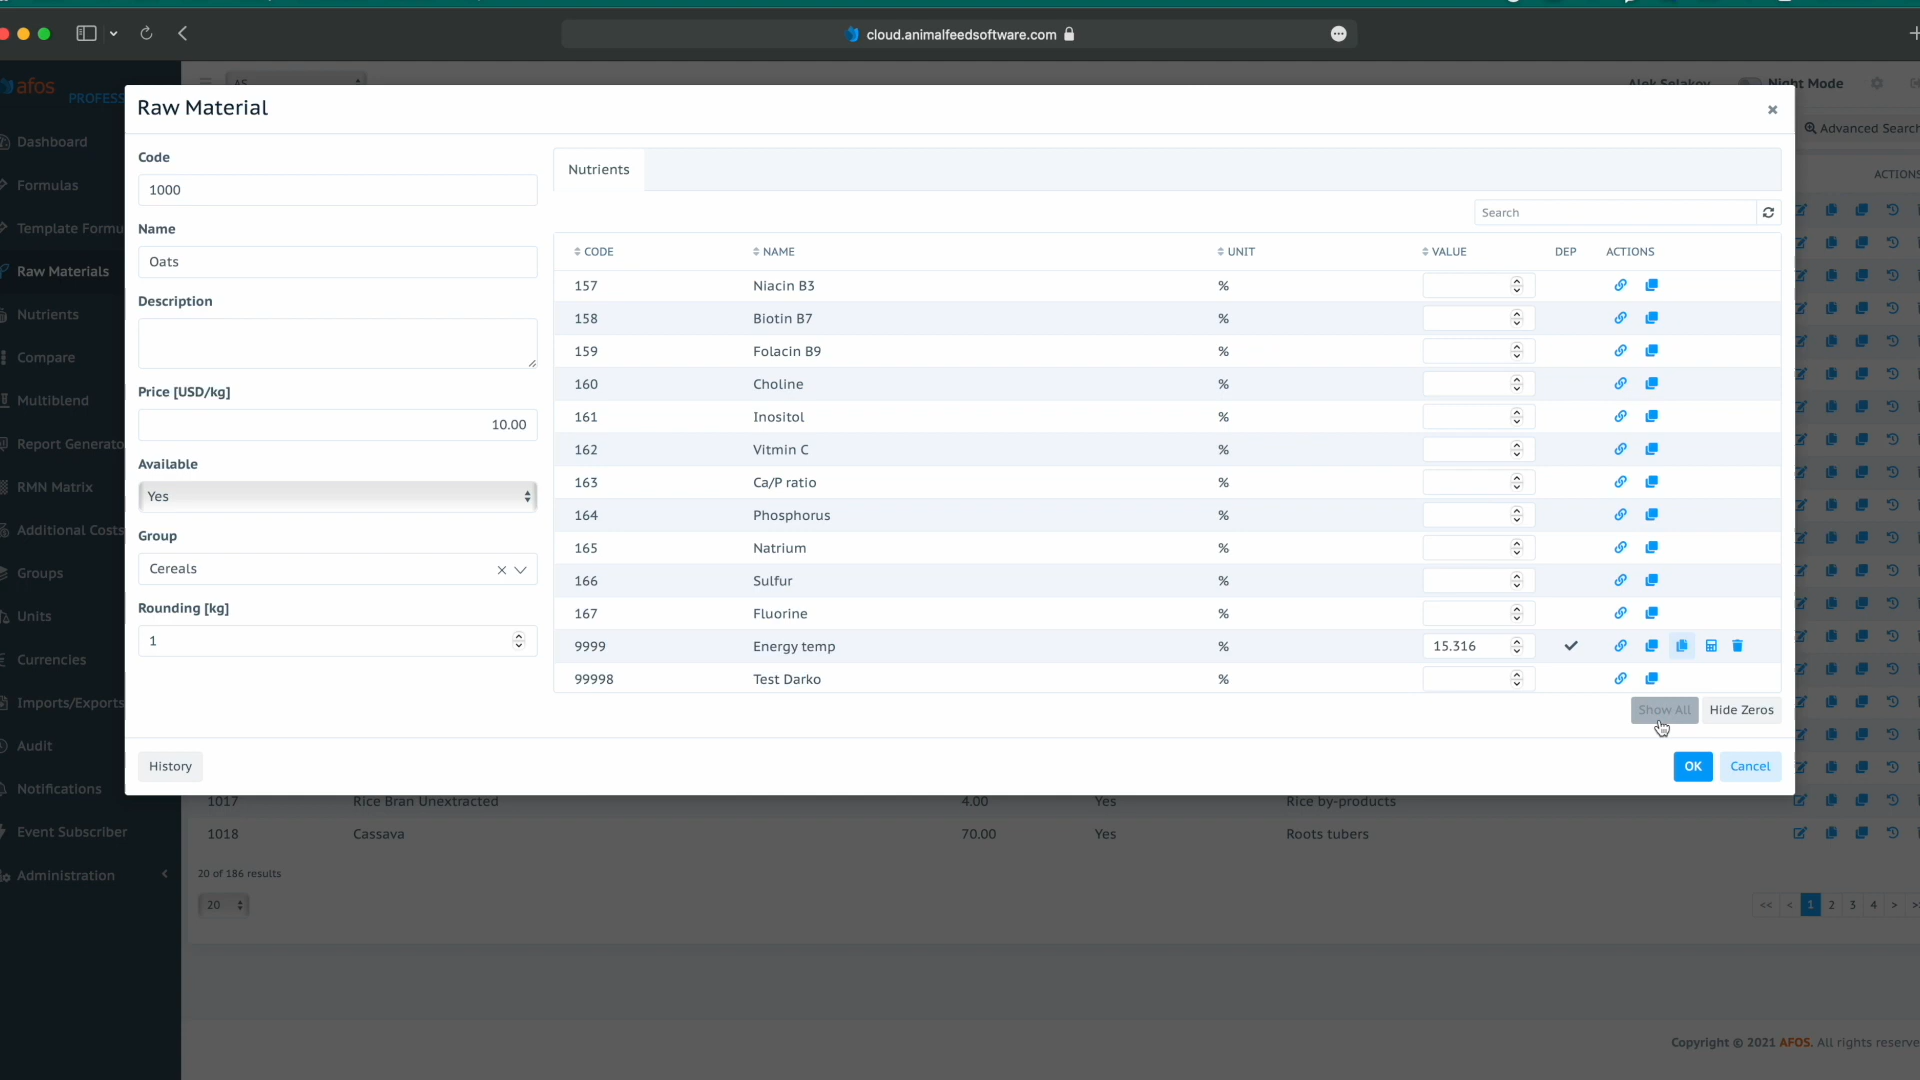 cloud.animalfeedsoftware.com
afos
PROFESS
AS
Alek Selakov
Night Mode
Advanced Search
ACTIONS
Dashboard
Formulas
Template Formu
Raw Materials
Nutrients
Compare
Multiblend
Report Generato
RMN Matrix
Additional Costs
Groups
Units
Currencies
Imports/Exports
Audit
Notifications
Event Subscriber
Administration
Raw Material
Code
1000
Name
Oats
Description
Price [USD/kg]
10.00
Available
Yes
Group
Cereals
Rounding [kg]
1
Nutrients
Search
CODE NAME UNIT VALUE DEP ACTIONS
157 Niacin B3 %
158 Biotin B7 %
159 Folacin B9 %
160 Choline %
161 Inositol %
162 Vitmin C %
163 Ca/P ratio %
164 Phosphorus %
165 Natrium %
166 Sulfur %
167 Fluorine %
9999 Energy temp % 15.316
99998 Test Darko %
Show All Hide Zeros
History OK Cancel
1017 Rice Bran Unextracted 4.00 Yes Rice by-products
1018 Cassava 70.00 Yes Roots tubers
20 of 186 results
20
<< < 1 2 3 4 > >>
Copyright © 2021 AFOS. All rights reserve